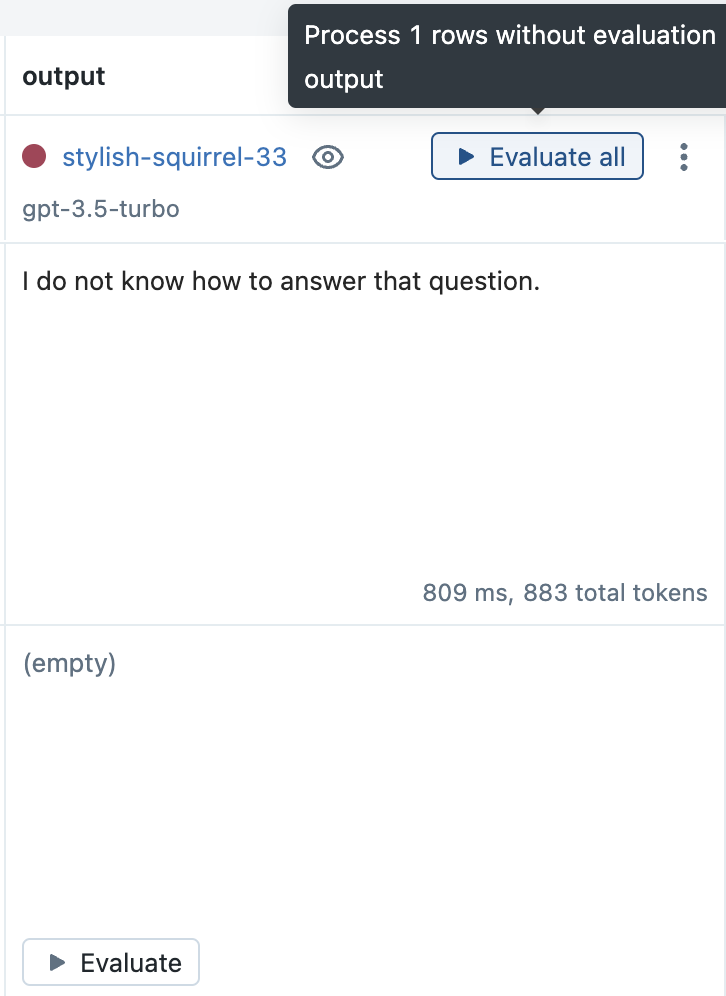 Process 1 rows without evaluation
output
output
stylish-squirrel-33
Evaluate all
gpt-3.5-turbo
I do not know how to answer that question.
809 ms, 883 total tokens
(empty)
Evaluate